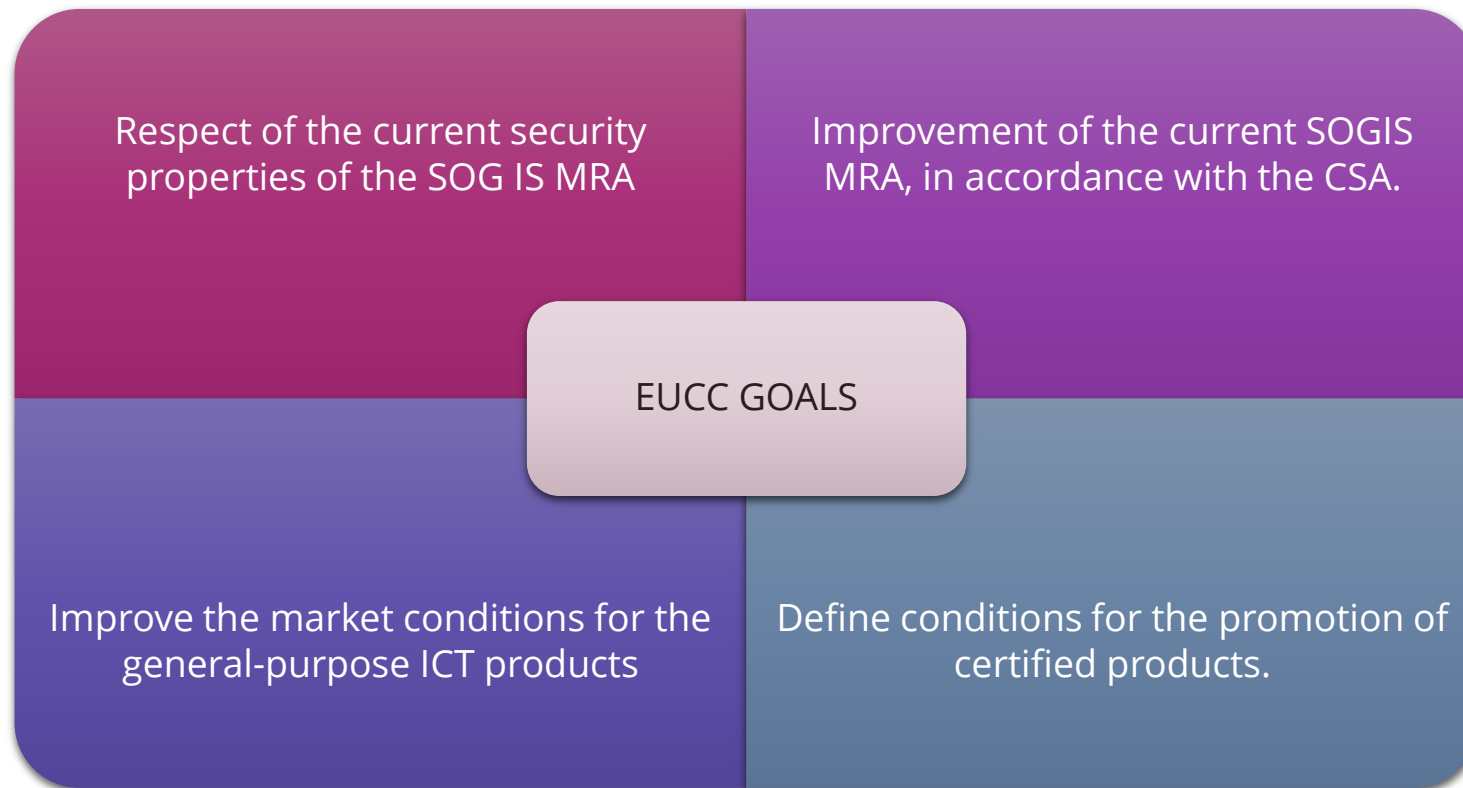 Respect of the current security
properties of the SOG IS MRA
Improvement of the current SOGIS
MRA, in accordance with the CSA.
EUCC GOALS
Improve the market conditions for the
general-purpose ICT products
Define conditions for the promotion of
certified products.